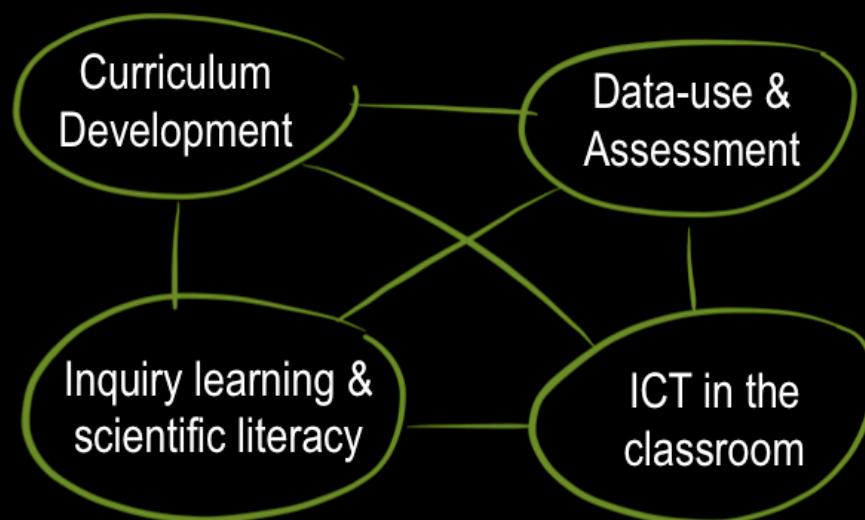 Curriculum
Development
Data-use &
Assessment
Inquiry learning &
scientific literacy
ICT in the
classroom